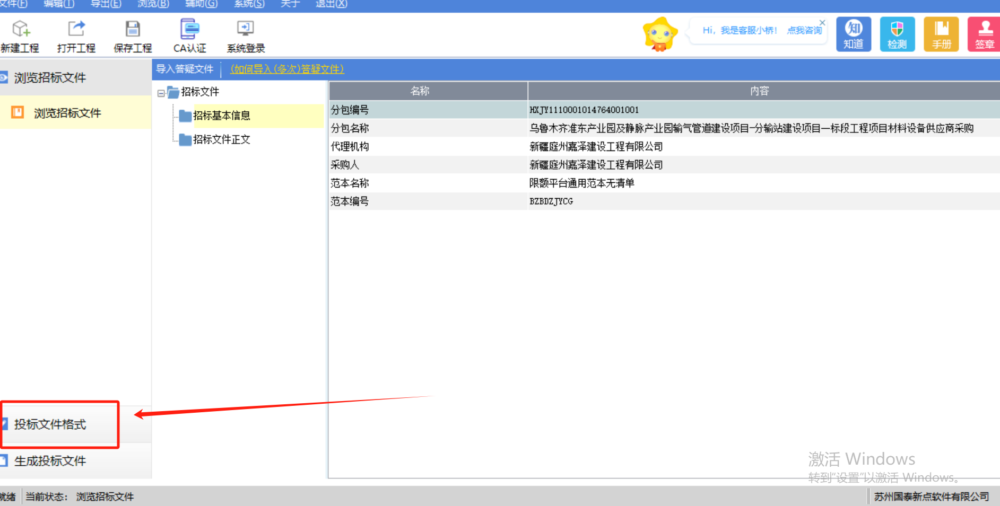 文件(F) 编辑(T) 导出(E) 浏览(B) 辅助(G) 系统(S) 关于 退出(X)
新建工程 打开工程 保存工程 CA认证 系统登录
Hi，我是客服小桥！ 点我咨询
知
知道 检测 手册 签章
浏览招标文件
浏览招标文件
投标文件格式
生成投标文件
导入答疑文件 (如何导入(多次)答疑文件)
招标文件
招标基本信息
招标文件正文
名称 内容
分包编号 HXJY1110001014764001001
分包名称 乌鲁木齐准东产业园及静脉产业园输气管道建设项目-分输站建设项目一标段工程项目材料设备供应商采购
代理机构 新疆庭州嘉泽建设工程有限公司
采购人 新疆庭州嘉泽建设工程有限公司
范本名称 限额平台通用范本无清单
范本编号 BZBDZJYCG
激活 Windows
转到“设置”以激活 Windows。
就绪 当前状态： 浏览招标文件 苏州国泰新点软件有限公司